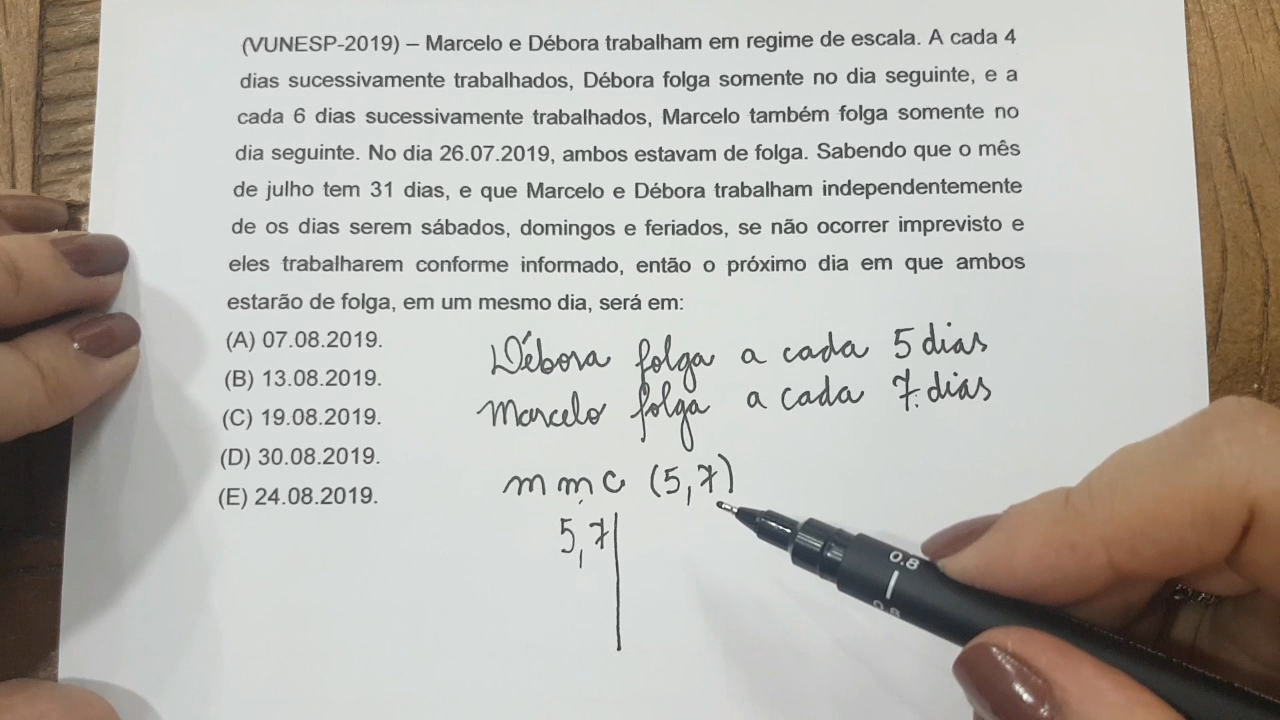 (VUNESP-2019) – Marcelo e Débora trabalham em regime de escala. A cada 4
dias sucessivamente trabalhados, Débora folga somente no dia seguinte, e a
cada 6 dias sucessivamente trabalhados, Marcelo também folga somente no
dia seguinte. No dia 26.07.2019, ambos estavam de folga. Sabendo que o mês
de julho tem 31 dias, e que Marcelo e Débora trabalham independentemente
de os dias serem sábados, domingos e feriados, se não ocorrer imprevisto e
eles trabalharem conforme informado, então o próximo dia em que ambos
estarão de folga, em um mesmo dia, será em:
(A) 07.08.2019.
(B) 13.08.2019.
(C) 19.08.2019.
(D) 30.08.2019.
(E) 24.08.2019.
Débora folga a cada 5 dias
Marcelo folga a cada 7 dias
mmc (5,7)
5,7
0.8